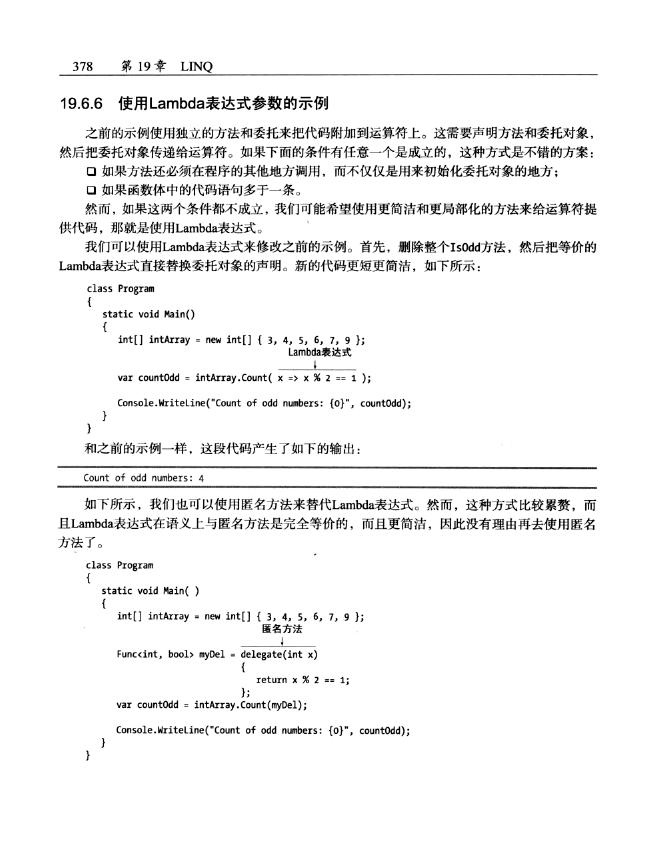 378 第19章 LINQ
19.6.6 使用Lambda表达式参数的示例
之前的示例使用独立的方法和委托来把代码附加到运算符上。这需要声明方法和委托对象，
然后把委托对象传递给运算符。如果下面的条件有任意一个是成立的，这种方式是不错的方案：
❑ 如果方法还必须在程序的其他地方调用，而不仅仅是用来初始化委托对象的地方；
❑ 如果函数体中的代码语句多于一条。
然而，如果这两个条件都不成立，我们可能希望使用更简洁和更局部化的方法来给运算符提
供代码，那就是使用Lambda表达式。
我们可以使用Lambda表达式来修改之前的示例。首先，删除整个IsOdd方法，然后把等价的
Lambda表达式直接替换委托对象的声明。新的代码更短更简洁，如下所示：
class Program
{
static void Main()
{
int[] intArray = new int[] { 3, 4, 5, 6, 7, 9 };
Lambda表达式
↓
var countOdd = intArray.Count( x => x % 2 == 1 );
Console.WriteLine("Count of odd numbers: {0}", countOdd);
}
}
和之前的示例一样，这段代码产生了如下的输出：
Count of odd numbers: 4
如下所示，我们也可以使用匿名方法来替代Lambda表达式。然而，这种方式比较累赘，而
且Lambda表达式在语义上与匿名方法是完全等价的，而且更简洁，因此没有理由再去使用匿名
方法了。
class Program
{
static void Main( )
{
int[] intArray = new int[] { 3, 4, 5, 6, 7, 9 };
匿名方法
↓
Func<int, bool> myDel = delegate(int x)
{
return x % 2 == 1;
};
var countOdd = intArray.Count(myDel);
Console.WriteLine("Count of odd numbers: {0}", countOdd);
}
}